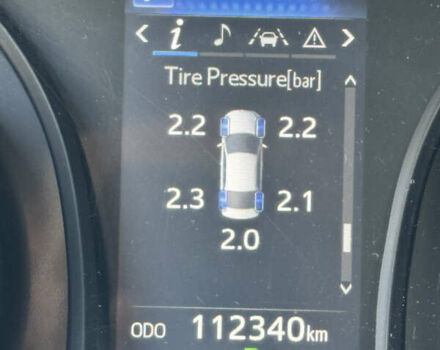 i
Tire Pressure[bar]
2.2 2.2
2.3 2.1
2.0
ODO 112340km